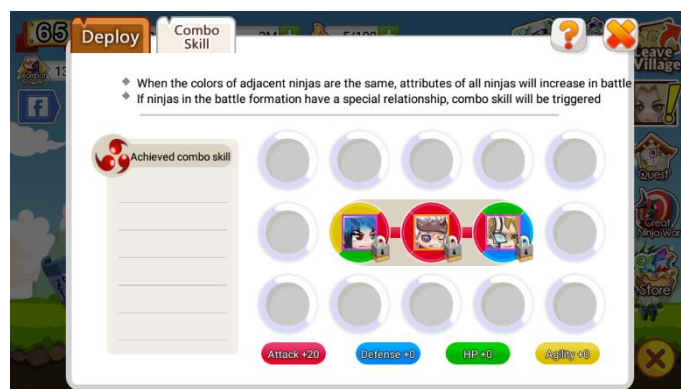 65
Deploy
Combo
Skill
5/100
Leave
Village
13
When the colors of adjacent ninjas are the same, attributes of all ninjas will increase in battle
If ninjas in the battle formation have a special relationship, combo skill will be triggered
Achieved combo skill
Quest
Great
Ninja War
Store
Attack +20
Defense +0
HP +0
Agility +0